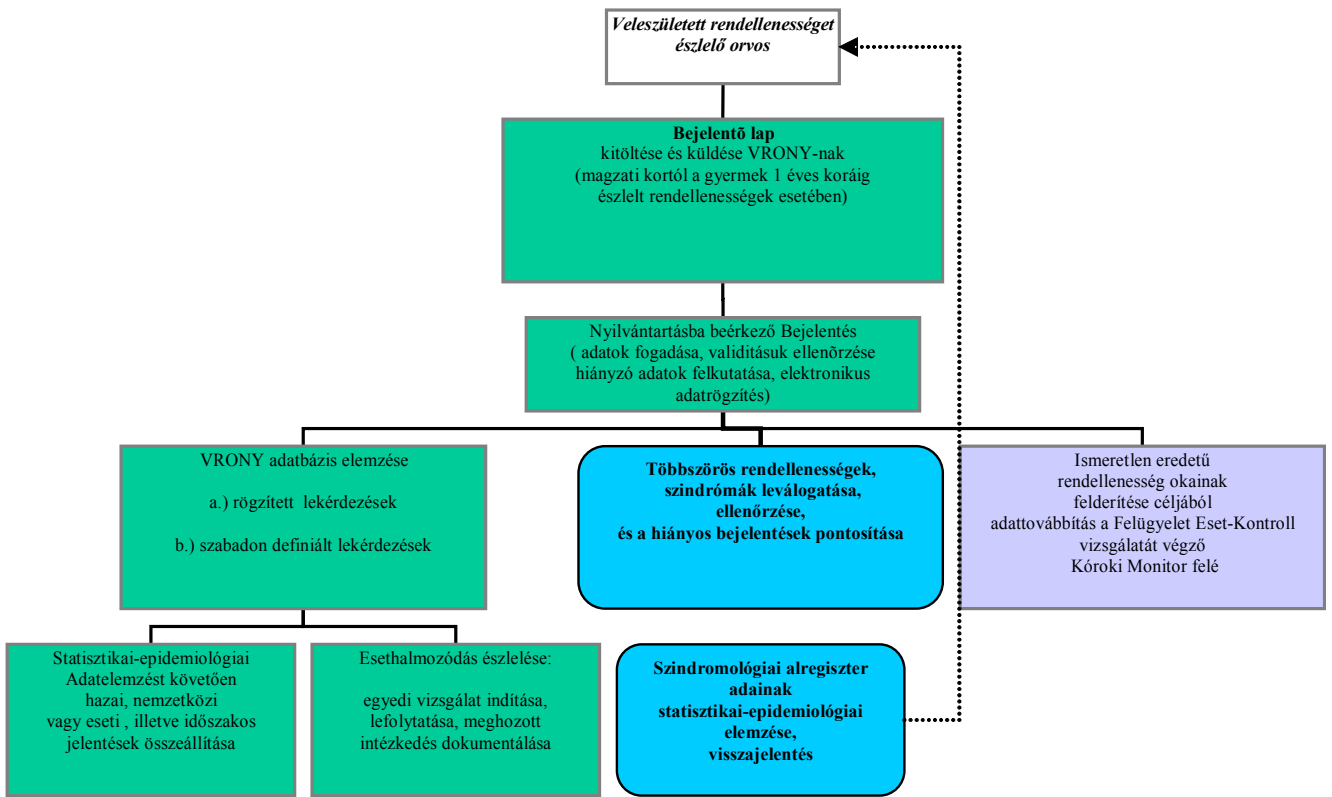 Veleszületett rendellenességet
észlelő orvos
Bejelentõ lap
kitöltése és küldése VRONY-nak
(magzati kortól a gyermek 1 éves koráig
észlelt rendellenességek esetében)
Nyilvántartásba beérkező Bejelentés
( adatok fogadása, validitásuk ellenõrzése
hiányzó adatok felkutatása, elektronikus
adatrögzítés)
VRONY adatbázis elemzése
a.) rögzített lekérdezések
b.) szabadon definiált lekérdezések
Többszörös rendellenességek,
szindrómák leválogatása,
ellenőrzése,
és a hiányos bejelentések pontosítása
Ismeretlen eredetű
rendellenesség okainak
felderítése céljából
adattovábbítás a Felügyelet Eset-Kontroll
vizsgálatát végző
Kóroki Monitor felé
Statisztikai-epidemiológiai
Adatelemzést követően
hazai, nemzetközi
vagy eseti , illetve időszakos
jelentések összeállítása
Esethalmozódás észlelése:
egyedi vizsgálat indítása,
lefolytatása, meghozott
intézkedés dokumentálása
Szindromológiai alregiszter
adainak
statisztikai-epidemiológiai
elemzése,
visszajelentés